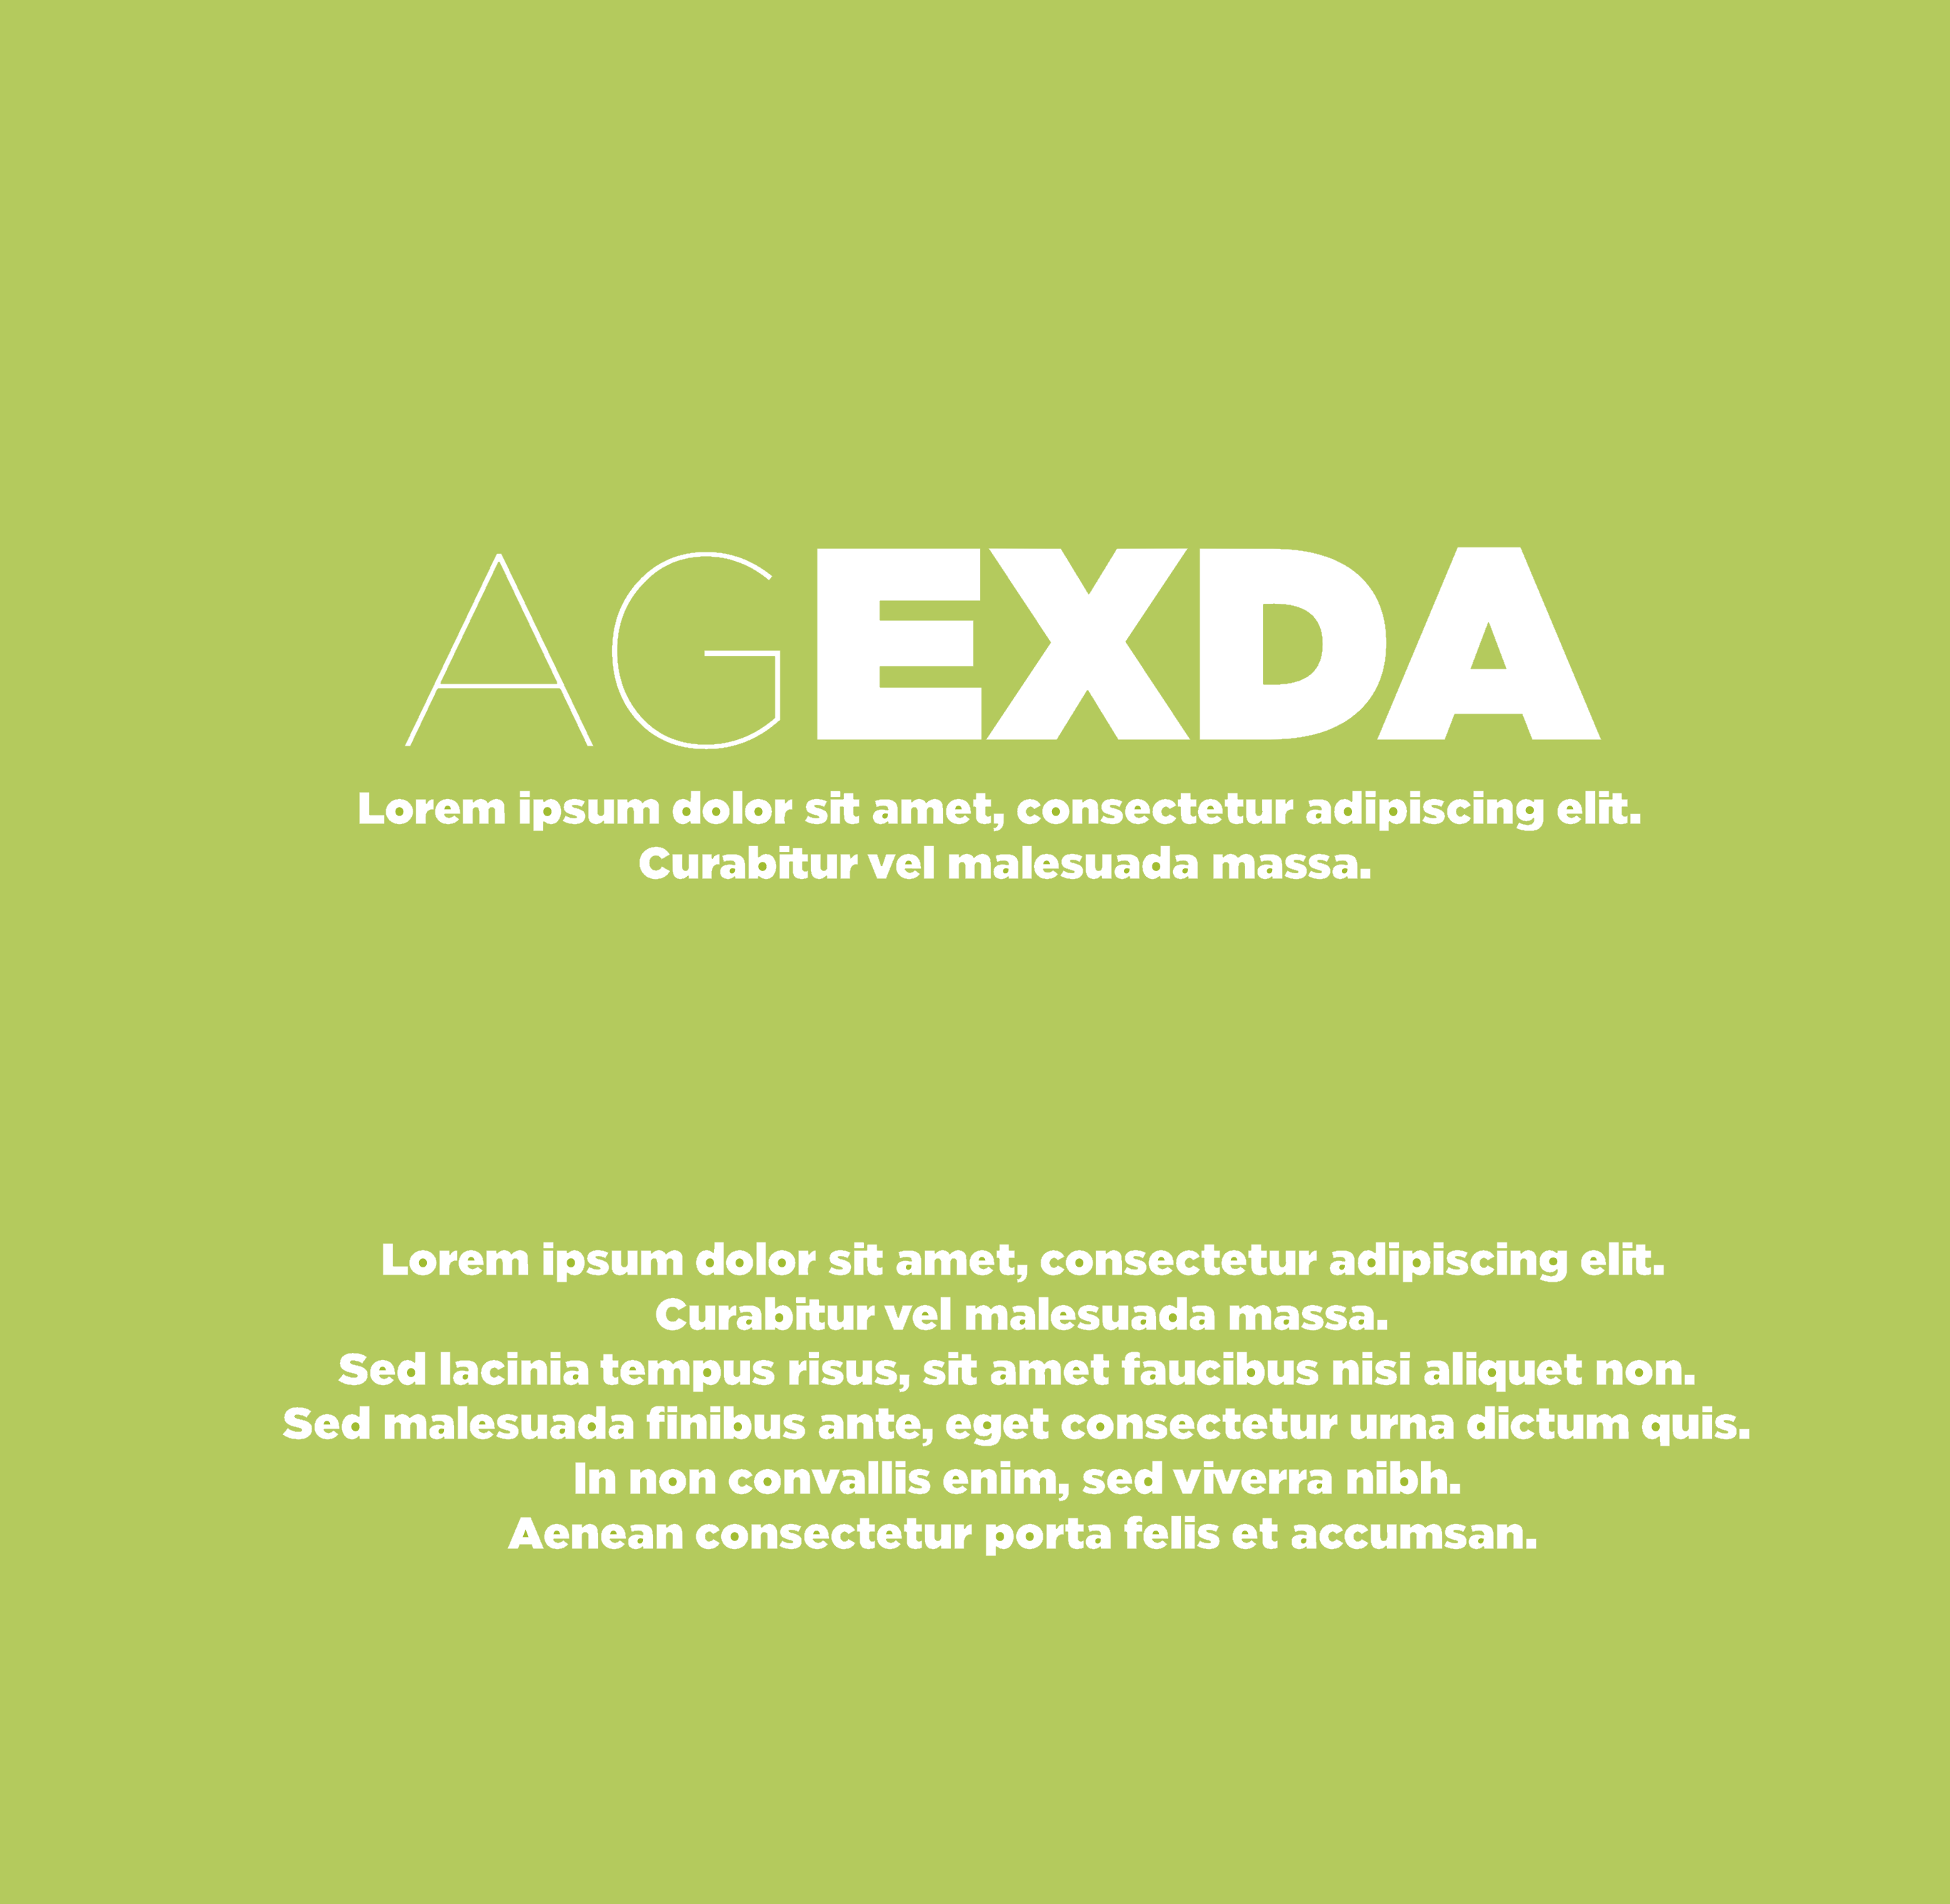 AGEXDA
Lorem ipsum dolor sit amet, consectetur adipiscing elit.
Curabitur vel malesuada massa.
Lorem ipsum dolor sit amet, consectetur adipiscing elit.
Curabitur vel malesuada massa.
Sed lacinia tempus risus, sit amet faucibus nisi aliquet non.
Sed malesuada finibus ante, eget consectetur urna dictum quis.
In non convallis enim, sed viverra nibh.
Aenean consectetur porta felis et accumsan.